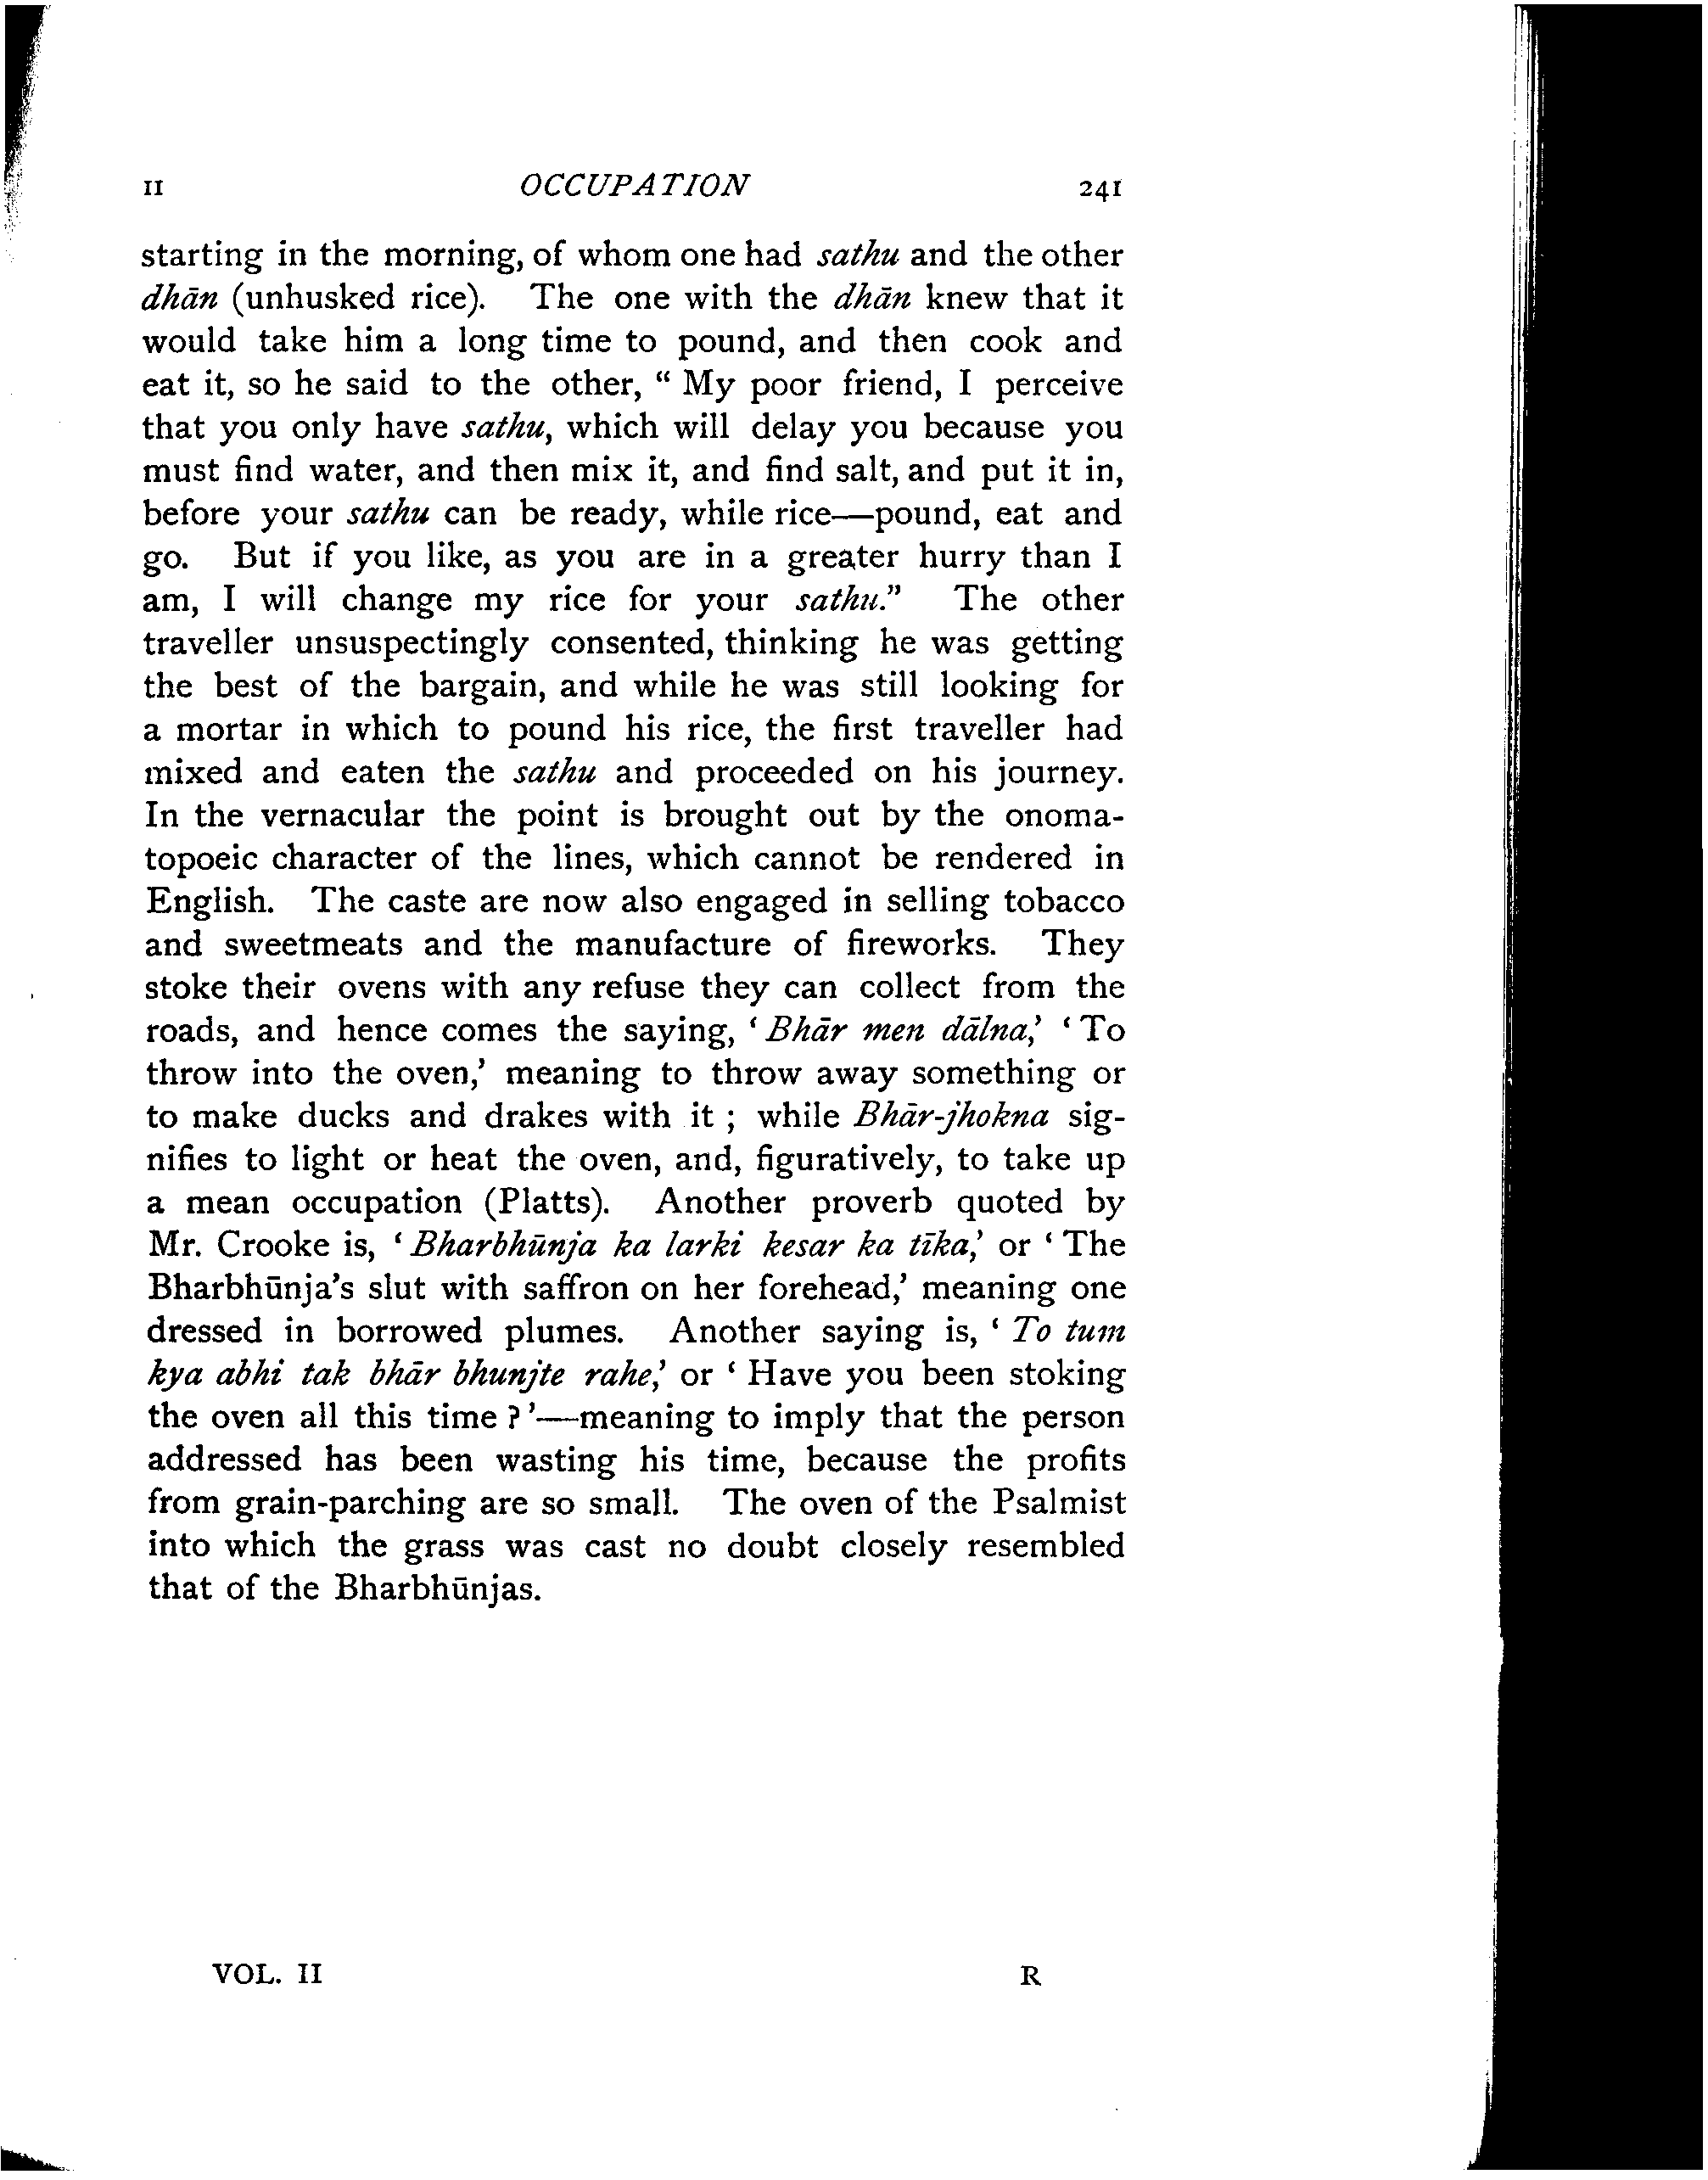 II OCCUPATION 241
starting in the morning, of whom one had sathu and the other
dhān (unhusked rice). The one with the dhān knew that it
would take him a long time to pound, and then cook and
eat it, so he said to the other, “ My poor friend, I perceive
that you only have sathu, which will delay you because you
must find water, and then mix it, and find salt, and put it in,
before your sathu can be ready, while rice—pound, eat and
go. But if you like, as you are in a greater hurry than I
am, I will change my rice for your sathu.” The other
traveller unsuspectingly consented, thinking he was getting
the best of the bargain, and while he was still looking for
a mortar in which to pound his rice, the first traveller had
mixed and eaten the sathu and proceeded on his journey.
In the vernacular the point is brought out by the onoma-
topoeic character of the lines, which cannot be rendered in
English. The caste are now also engaged in selling tobacco
and sweetmeats and the manufacture of fireworks. They
stoke their ovens with any refuse they can collect from the
roads, and hence comes the saying, ‘ Bhār men dālna,’ ‘ To
throw into the oven,’ meaning to throw away something or
to make ducks and drakes with it ; while Bhār-jhokna sig-
nifies to light or heat the oven, and, figuratively, to take up
a mean occupation (Platts). Another proverb quoted by
Mr. Crooke is, ‘ Bharbhūnja ka larki kesar ka tīka,’ or ‘ The
Bharbhūnja’s slut with saffron on her forehead,’ meaning one
dressed in borrowed plumes. Another saying is, ‘ To tum
kya abhi tak bhār bhunjte rahe,’ or ‘ Have you been stoking
the oven all this time ? ’—meaning to imply that the person
addressed has been wasting his time, because the profits
from grain-parching are so small. The oven of the Psalmist
into which the grass was cast no doubt closely resembled
that of the Bharbhūnjas.
VOL. II R